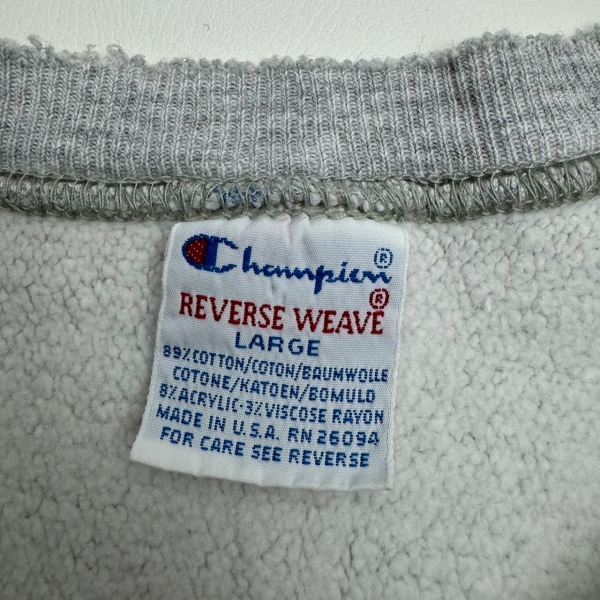 Champion®
REVERSE WEAVE®
LARGE
89%COTTON/COTON/BAUMWOLLE
COTONE/KATOEN/BOMULD
8%ACRYLIC-3%VISCOSE RAYON
MADE IN U.S.A. RN 26094
FOR CARE SEE REVERSE